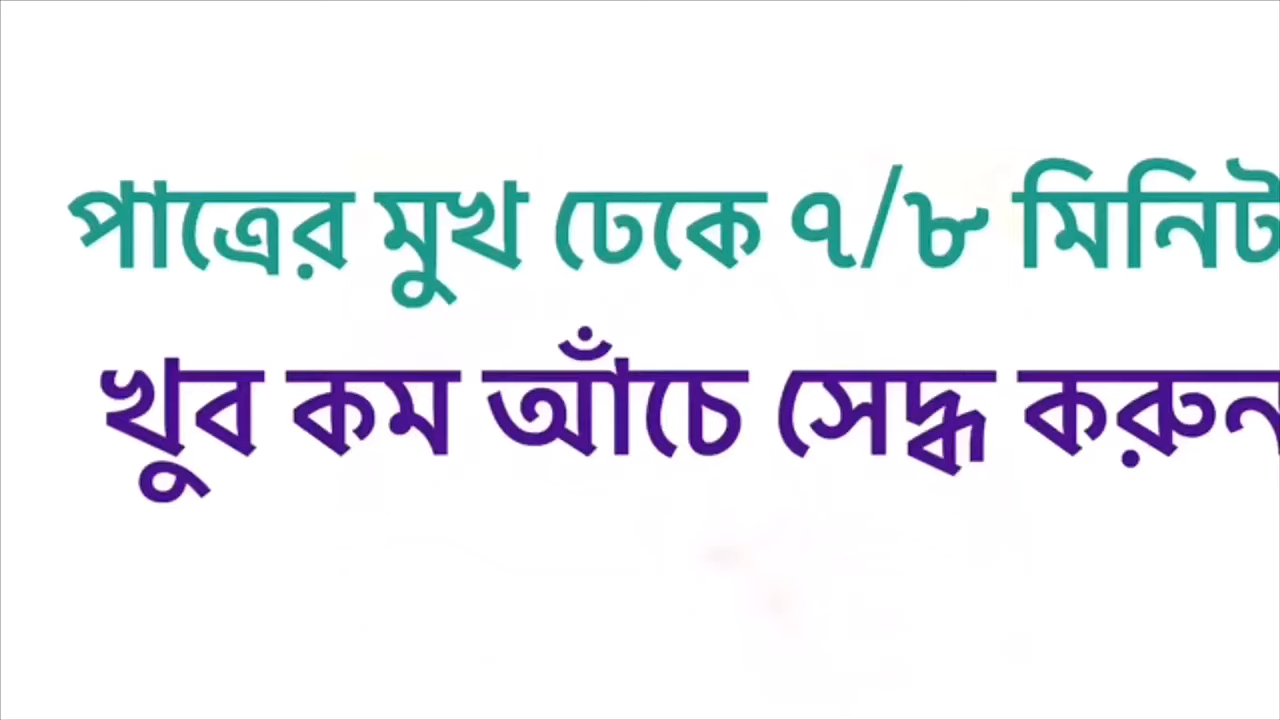 পাত্রের মুখ ঢেকে ৭/৮ মিনিট
খুব কম আঁচে সেদ্ধ করুন